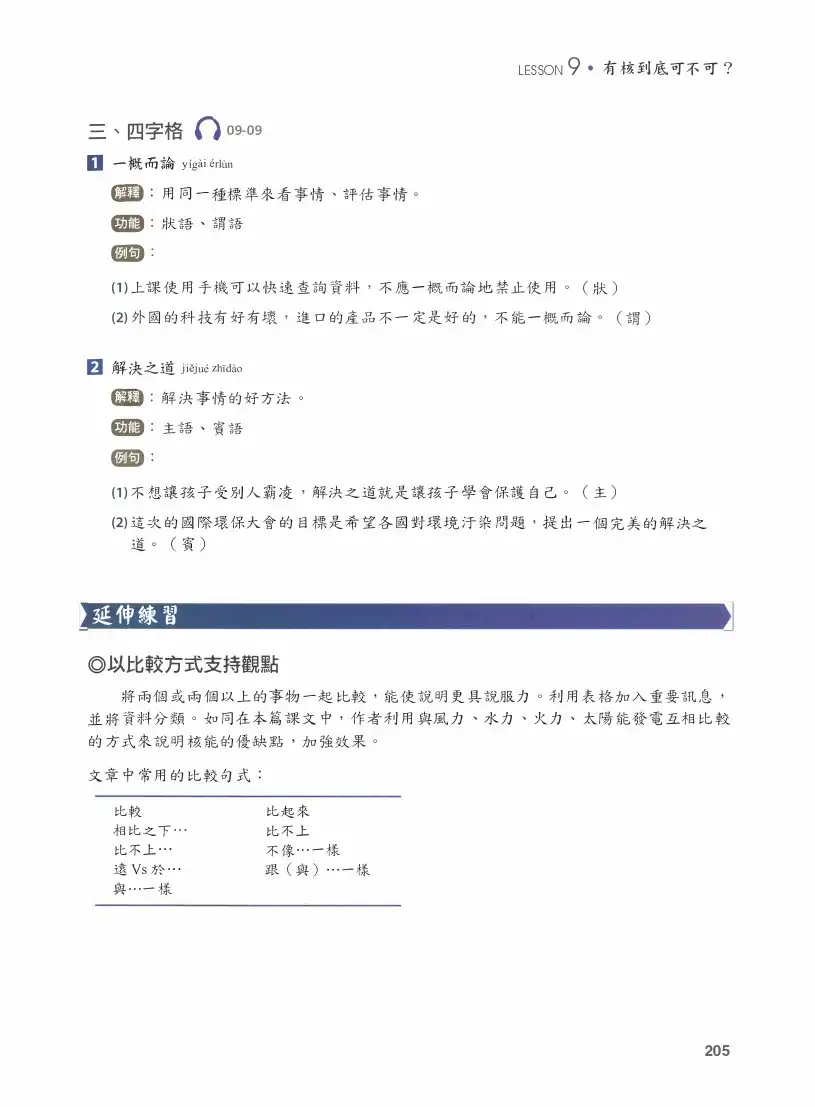 LESSON 9 • 有核到底可不可？
三、四字格 09-09
1 一概而論 yígài érlùn
解釋：用同一種標準來看事情、評估事情。
功能：狀語、謂語
例句：
(1) 上課使用手機可以快速查詢資料，不應一概而論地禁止使用。（狀）
(2) 外國的科技有好有壞，進口的產品不一定是好的，不能一概而論。（謂）
2 解決之道 jiějué zhīdào
解釋：解決事情的好方法。
功能：主語、賓語
例句：
(1) 不想讓孩子受別人霸凌，解決之道就是讓孩子學會保護自己。（主）
(2) 這次的國際環保大會的目標是希望各國對環境汙染問題，提出一個完美的解決之
道。（賓）
延伸練習
◎以比較方式支持觀點
將兩個或兩個以上的事物一起比較，能使說明更具說服力。利用表格加入重要訊息，
並將資料分類。如同在本篇課文中，作者利用與風力、水力、火力、太陽能發電互相比較
的方式來說明核能的優缺點，加強效果。
文章中常用的比較句式：
比較 比起來
相比之下… 比不上
比不上… 不像…一樣
遠 Vs 於… 跟（與）…一樣
與…一樣
205